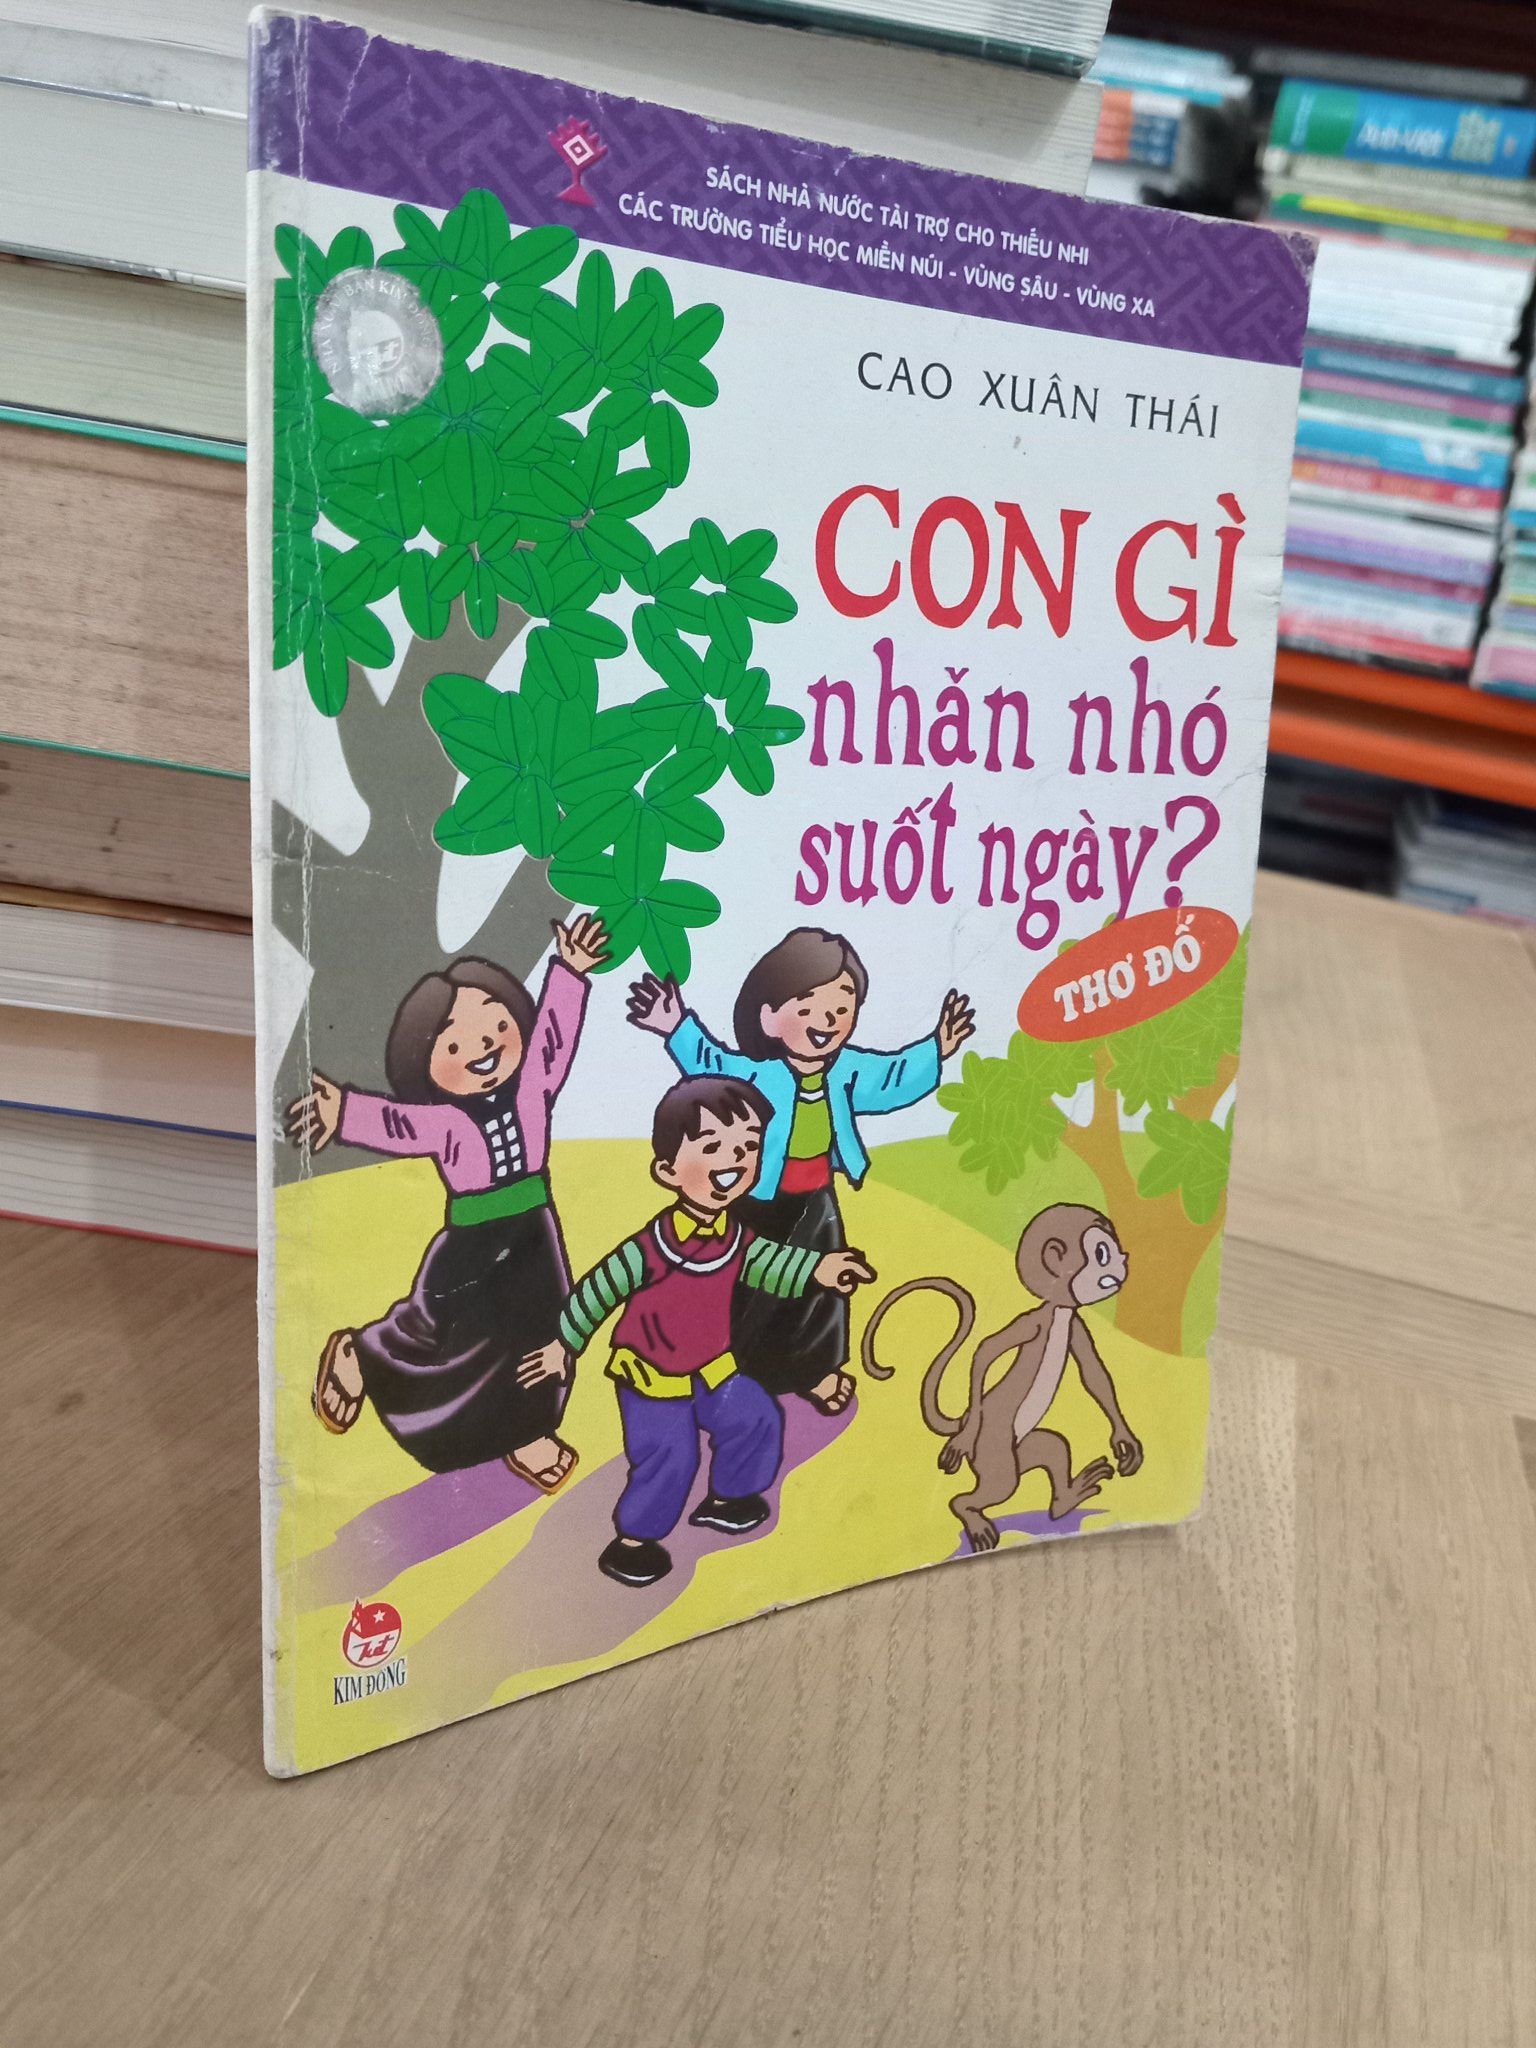 SÁCH NHÀ NƯỚC TÀI TRỢ CHO THIẾU NHI
CÁC TRƯỜNG TIỂU HỌC MIỀN NÚI - VÙNG SÂU - VÙNG XA
CAO XUÂN THÁI
CON GÌ
nhăn nhó
suốt ngày?
THƠ ĐỐ
KIM ĐỒNG